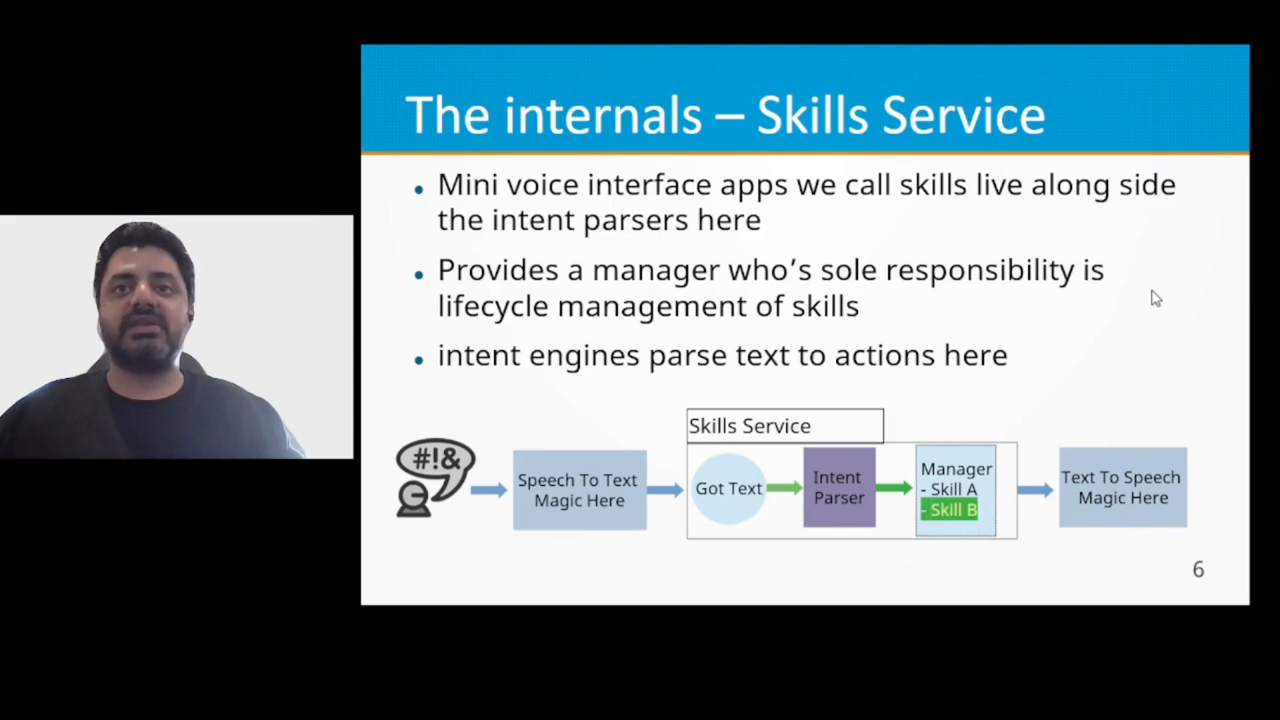 The internals – Skills Service
• Mini voice interface apps we call skills live along side
the intent parsers here
• Provides a manager who's sole responsibility is
lifecycle management of skills
• intent engines parse text to actions here
#!&
Speech To Text
Magic Here
Skills Service
Got Text
Intent
Parser
Manager
- Skill A
- Skill B
Text To Speech
Magic Here
6